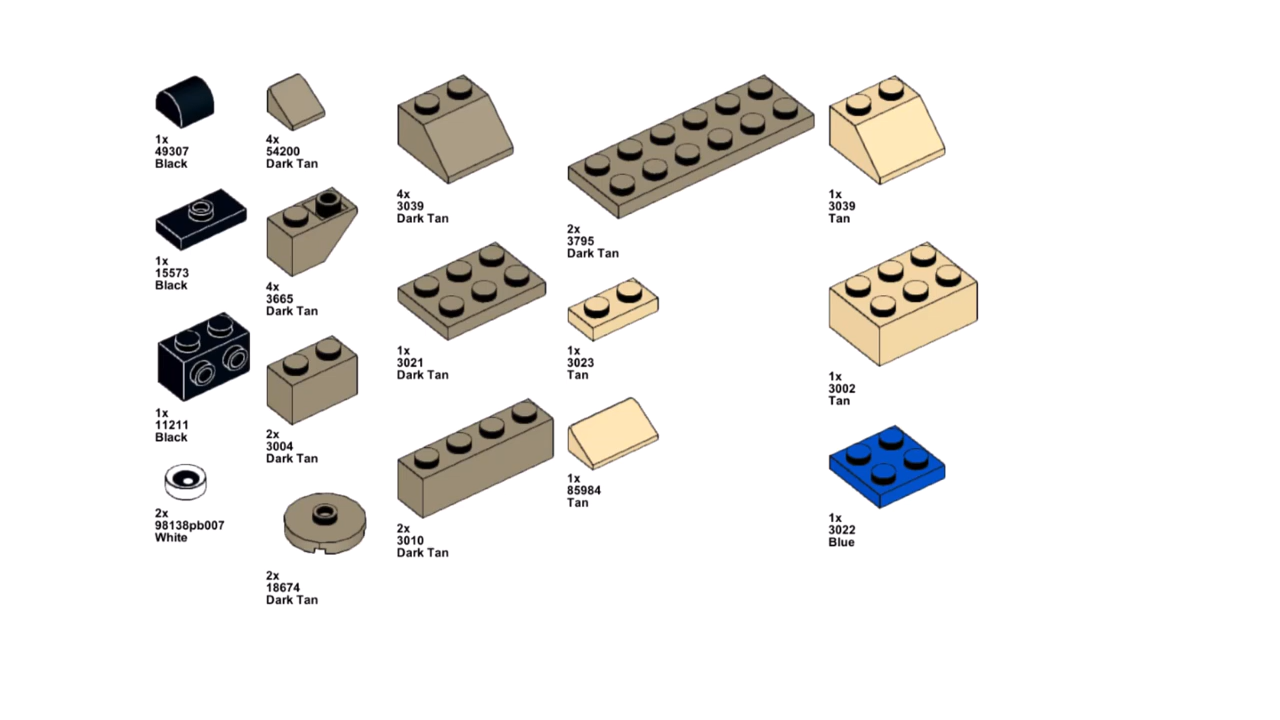 1x
49307
Black
1x
15573
Black
1x
11211
Black
2x
98138pb007
White
4x
54200
Dark Tan
4x
3665
Dark Tan
2x
3004
Dark Tan
2x
18674
Dark Tan
4x
3039
Dark Tan
1x
3021
Dark Tan
2x
3010
Dark Tan
2x
3795
Dark Tan
1x
3023
Tan
1x
85984
Tan
1x
3039
Tan
1x
3002
Tan
1x
3022
Blue